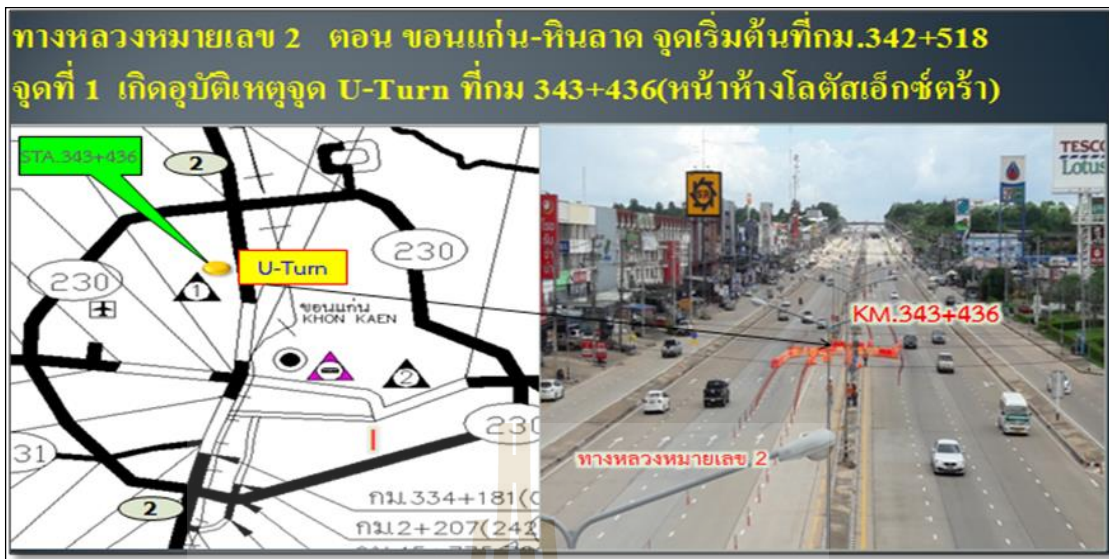 ทางหลวงหมายเลข 2 ตอน ขอนแก่น-หินลาด จุดเริ่มต้นที่กม.342+518
จุดที่ 1 เกิดอุบัติเหตุจุด U-Turn ที่กม 343+436(หน้าห้างโลตัสเอ็กซ์ตร้า)
STA.343+436
2
230
U-Turn
230
1
ขอนแก่น
KHON KAEN
2
230
31
2
กม.334+181(
กม.2+207(242
TESCO
Lotus
KM.343+436
ทางหลวงหมายเลข 2